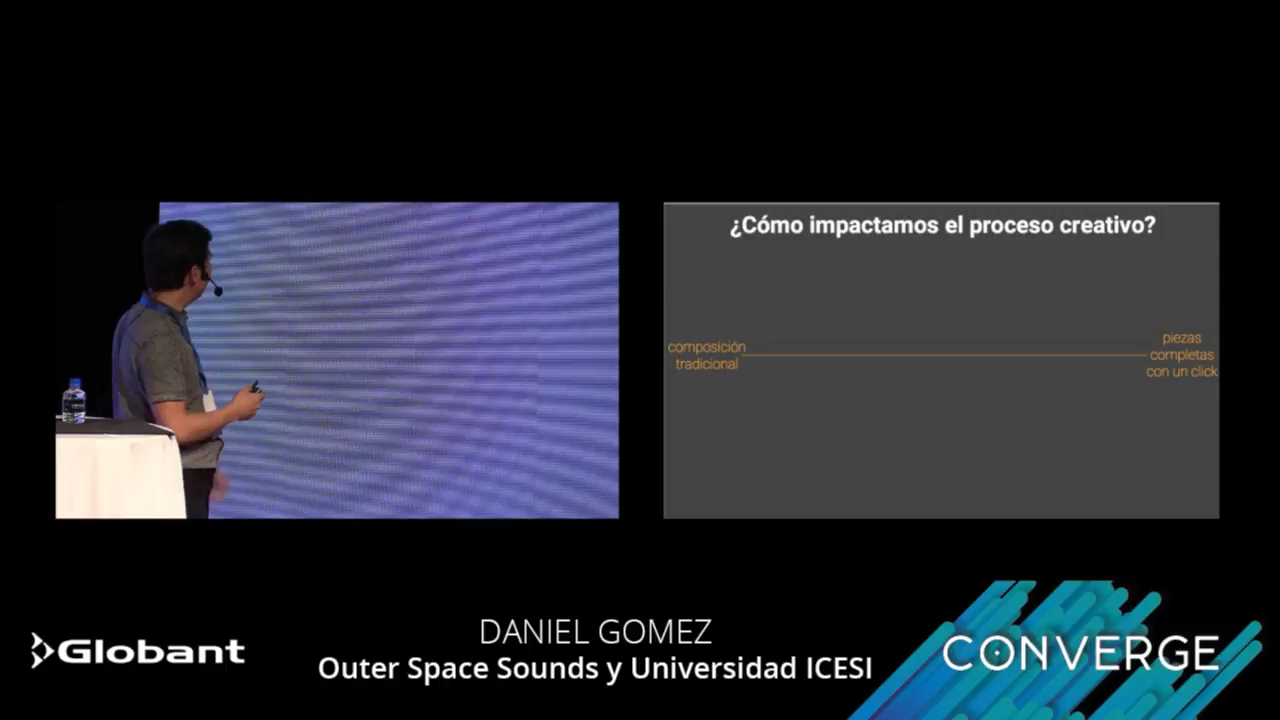 ¿Cómo impactamos el proceso creativo?
composición
tradicional
piezas
completas
con un click
Globant
DANIEL GOMEZ
Outer Space Sounds y Universidad ICESI
CONVERGE